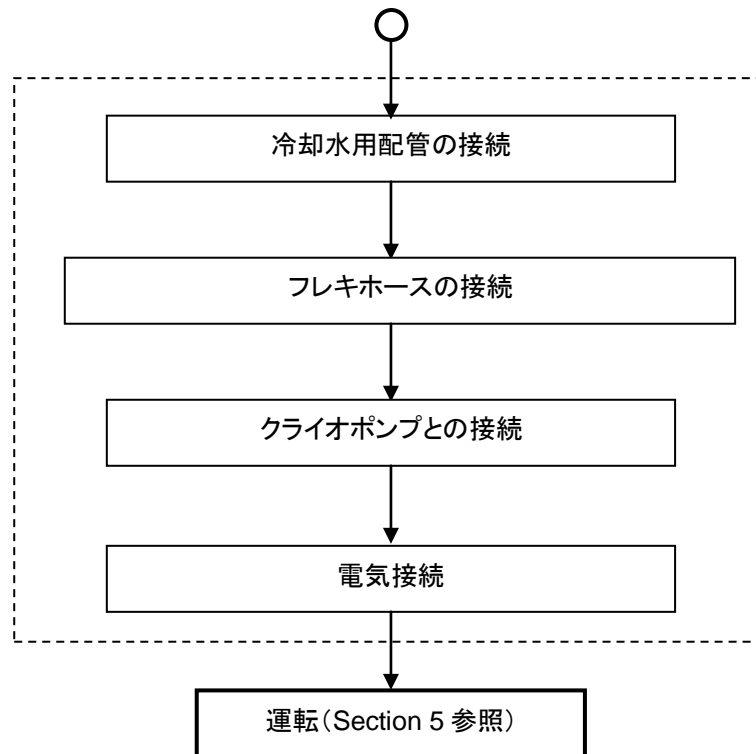 冷却水用配管の接続
フレキホースの接続
クライオポンプとの接続
電気接続
運転（Section 5 参照）